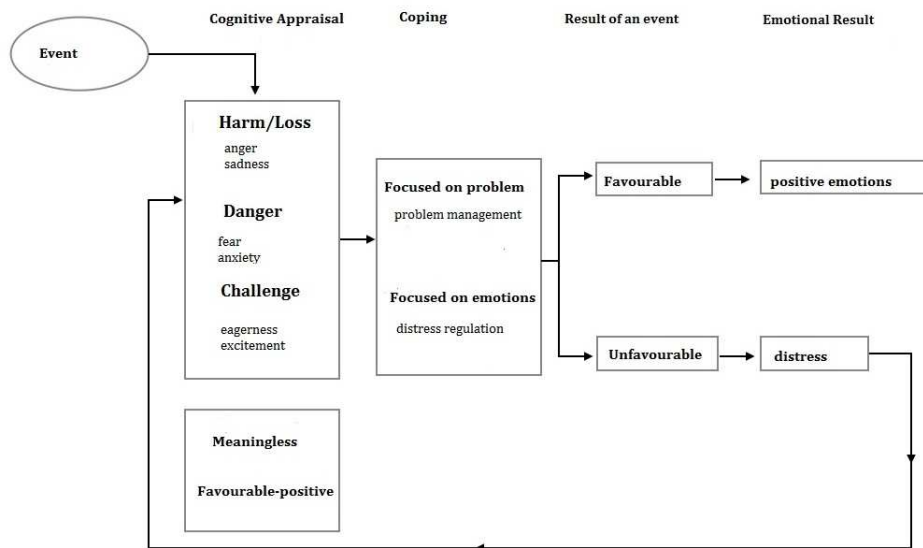 Cognitive Appraisal
Coping
Result of an event
Emotional Result
Event
Harm/Loss
anger
sadness
Danger
fear
anxiety
Challenge
eagerness
excitement
Meaningless
Favourable-positive
Focused on problem
problem management
Focused on emotions
distress regulation
Favourable
positive emotions
Unfavourable
distress